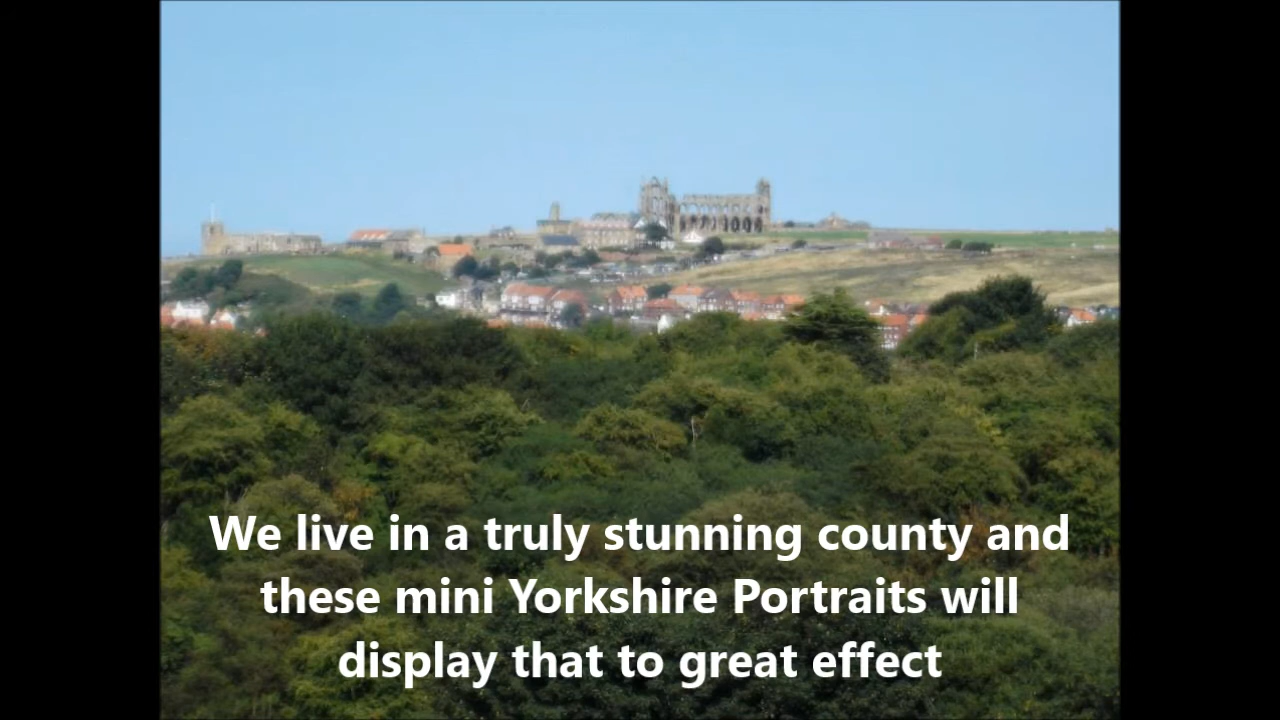 We live in a truly stunning county and
these mini Yorkshire Portraits will
display that to great effect